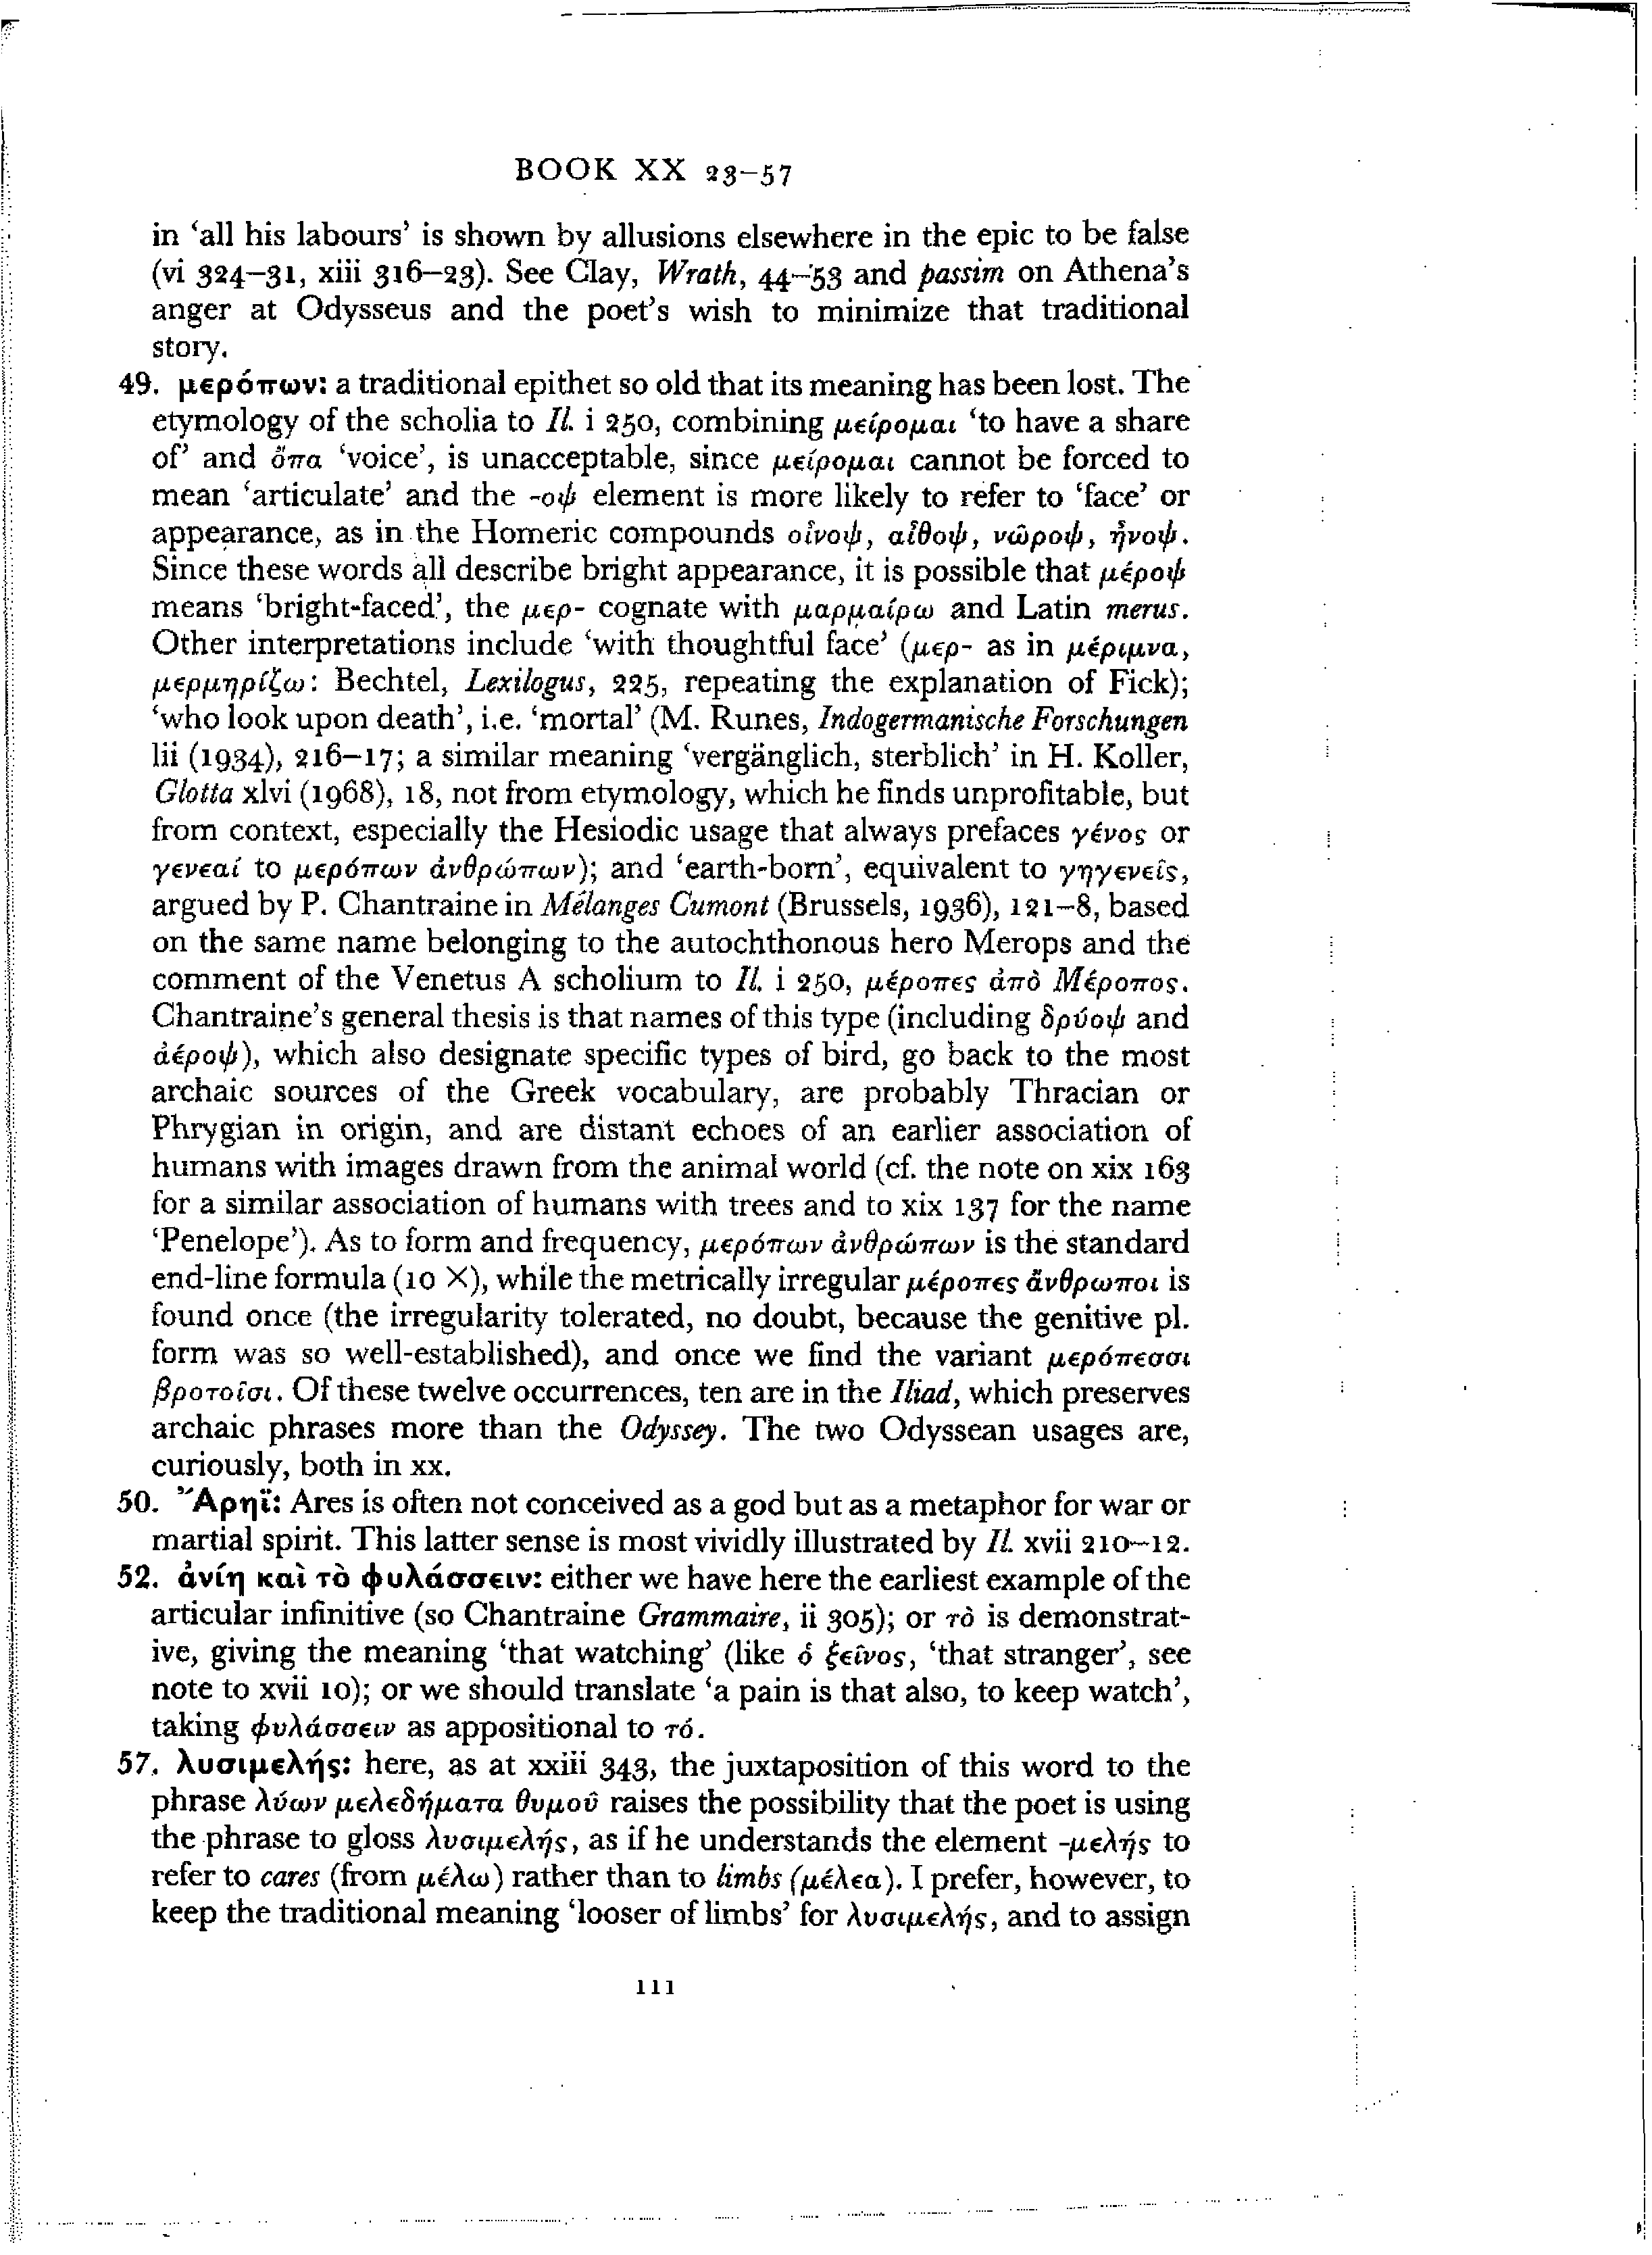 BOOK XX 23–57
in ‘all his labours’ is shown by allusions elsewhere in the epic to be false
(vi 324–31, xiii 316–23). See Clay, Wrath, 44–53 and passim on Athena’s
anger at Odysseus and the poet’s wish to minimize that traditional
story.
49. μερόπων: a traditional epithet so old that its meaning has been lost. The
etymology of the scholia to Il. i 250, combining μείρομαι ‘to have a share
of’ and ὄπα ‘voice’, is unacceptable, since μείρομαι cannot be forced to
mean ‘articulate’ and the -οψ element is more likely to refer to ‘face’ or
appearance, as in the Homeric compounds οἶνοψ, αἶθοψ, νῶροψ, ἦνοψ.
Since these words all describe bright appearance, it is possible that μέροψ
means ‘bright-faced’, the μερ- cognate with μαρμαίρω and Latin merus.
Other interpretations include ‘with thoughtful face’ (μερ- as in μέριμνα,
μερμηρίζω: Bechtel, Lexilogus, 225, repeating the explanation of Fick);
‘who look upon death’, i.e. ‘mortal’ (M. Runes, Indogermanische Forschungen
lii (1934), 216–17; a similar meaning ‘vergänglich, sterblich’ in H. Koller,
Glotta xlvi (1968), 18, not from etymology, which he finds unprofitable, but
from context, especially the Hesiodic usage that always prefaces γένος or
γενεαί to μερόπων ἀνθρώπων); and ‘earth-born’, equivalent to γηγενεῖς,
argued by P. Chantraine in Mélanges Cumont (Brussels, 1936), 121–8, based
on the same name belonging to the autochthonous hero Merops and the
comment of the Venetus A scholium to Il. i 250, μέροπες ἀπὸ Μέροπος.
Chantraine’s general thesis is that names of this type (including δρύοψ and
ἀέροψ), which also designate specific types of bird, go back to the most
archaic sources of the Greek vocabulary, are probably Thracian or
Phrygian in origin, and are distant echoes of an earlier association of
humans with images drawn from the animal world (cf. the note on xix 163
for a similar association of humans with trees and to xix 137 for the name
‘Penelope’). As to form and frequency, μερόπων ἀνθρώπων is the standard
end-line formula (10 X), while the metrically irregular μέροπες ἄνθρωποι is
found once (the irregularity tolerated, no doubt, because the genitive pl.
form was so well-established), and once we find the variant μερόπεσσι
βροτοῖσι. Of these twelve occurrences, ten are in the Iliad, which preserves
archaic phrases more than the Odyssey. The two Odyssean usages are,
curiously, both in xx.
50. Ἄρηϊ: Ares is often not conceived as a god but as a metaphor for war or
martial spirit. This latter sense is most vividly illustrated by Il. xvii 210–12.
52. ἀνίη καὶ τὸ φυλάσσειν: either we have here the earliest example of the
articular infinitive (so Chantraine Grammaire, ii 305); or τὸ is demonstrat-
ive, giving the meaning ‘that watching’ (like ὁ ξεῖνος, ‘that stranger’, see
note to xvii 10); or we should translate ‘a pain is that also, to keep watch’,
taking φυλάσσειν as appositional to τό.
57. λυσιμελής: here, as at xxiii 343, the juxtaposition of this word to the
phrase λύων μελεδήματα θυμοῦ raises the possibility that the poet is using
the phrase to gloss λυσιμελής, as if he understands the element -μελής to
refer to cares (from μέλω) rather than to limbs (μέλεα). I prefer, however, to
keep the traditional meaning ‘looser of limbs’ for λυσιμελής, and to assign
111